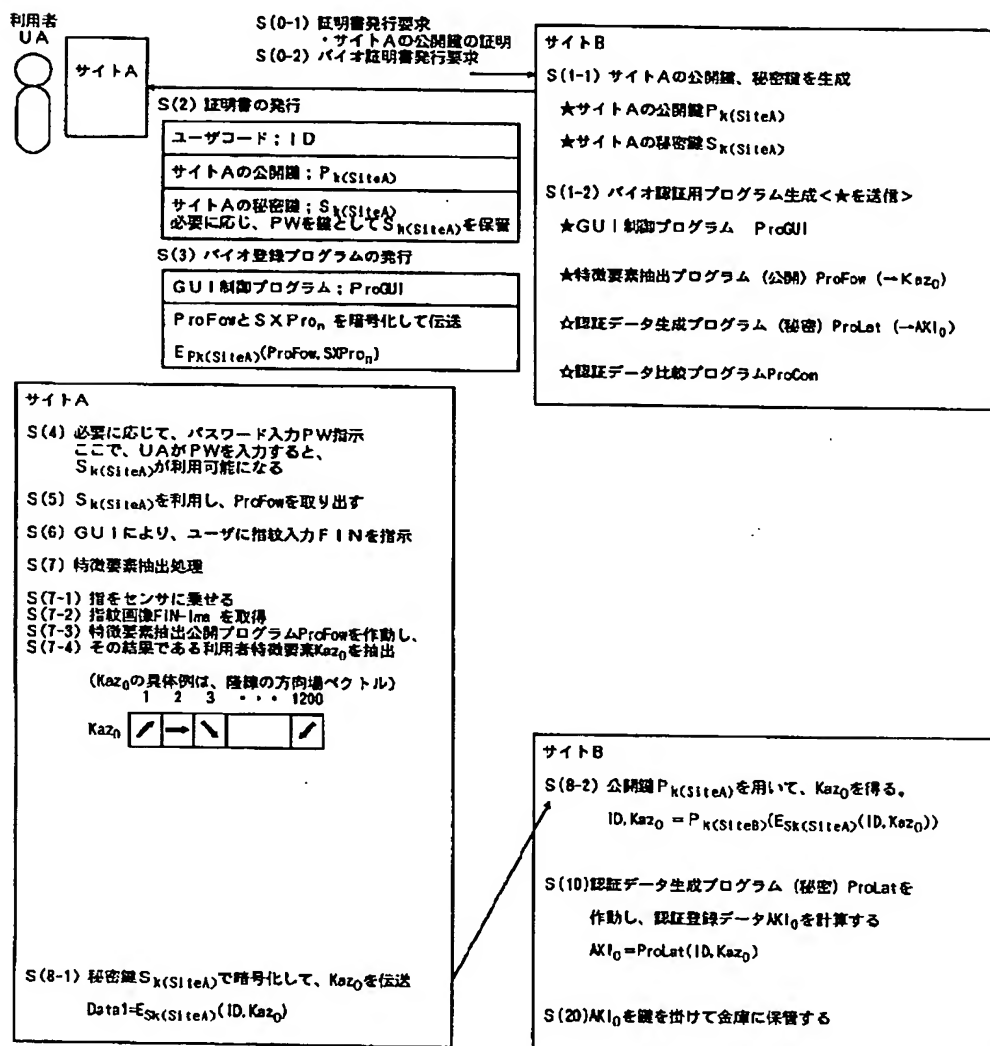 利用者
UA
サイトA
S(0-1) 証明書発行要求
・サイトAの公開鍵の証明
S(0-2) バイオ証明書発行要求
サイトB
S(1-1) サイトAの公開鍵、秘密鍵を生成
★サイトAの公開鍵Pk(SiteA)
★サイトAの秘密鍵Sk(SiteA)
S(1-2) バイオ認証用プログラム生成<★を送信>
★GUI制御プログラム ProGUI
★特徴要素抽出プログラム (公開) ProFow (→Kaz0)
☆認証データ生成プログラム (秘密) ProLat (→AKI0)
☆認証データ比較プログラムProCom
S(2) 証明書の発行
ユーザコード;ID
サイトAの公開鍵;Pk(SiteA)
サイトAの秘密鍵;Sk(SiteA)
必要に応じ、PWを鍵としてSk(SiteA)を保管
S(3) バイオ登録プログラムの発行
GUI制御プログラム;ProGUI
ProFowとSXPron を暗号化して伝送
EPk(SiteA)(ProFow,SXPron)
サイトA
S(4) 必要に応じて、パスワード入力PW指示
ここで、UAがPWを入力すると、
Sk(SiteA)が利用可能になる
S(5) Sk(SiteA)を利用し、ProFowを取り出す
S(6) GUIにより、ユーザに指紋入力FINを指示
S(7) 特徴要素抽出処理
S(7-1) 指をセンサに乗せる
S(7-2) 指紋画像FIN-Ima を取得
S(7-3) 特徴要素抽出公開プログラムProFowを作動し、
S(7-4) その結果である利用者特徴要素Kaz0を抽出
(Kaz0の具体例は、隆線の方向場ベクトル)
1 2 3 ・・・ 1200
Kaz0 ↗ → ↘ ↙
S(8-1) 秘密鍵Sk(SiteA)で暗号化して、Kaz0を伝送
Data1=ESk(SiteA)(ID,Kaz0)
サイトB
S(8-2) 公開鍵Pk(SiteA)を用いて、Kaz0を得る。
ID,Kaz0 = Pk(SiteB)(ESk(SiteA)(ID,Kaz0))
S(10)認証データ生成プログラム (秘密) ProLatを
作動し、認証登録データAKI0を計算する
AKI0=ProLat(ID,Kaz0)
S(20)AKI0を鍵を掛けて金庫に保管する